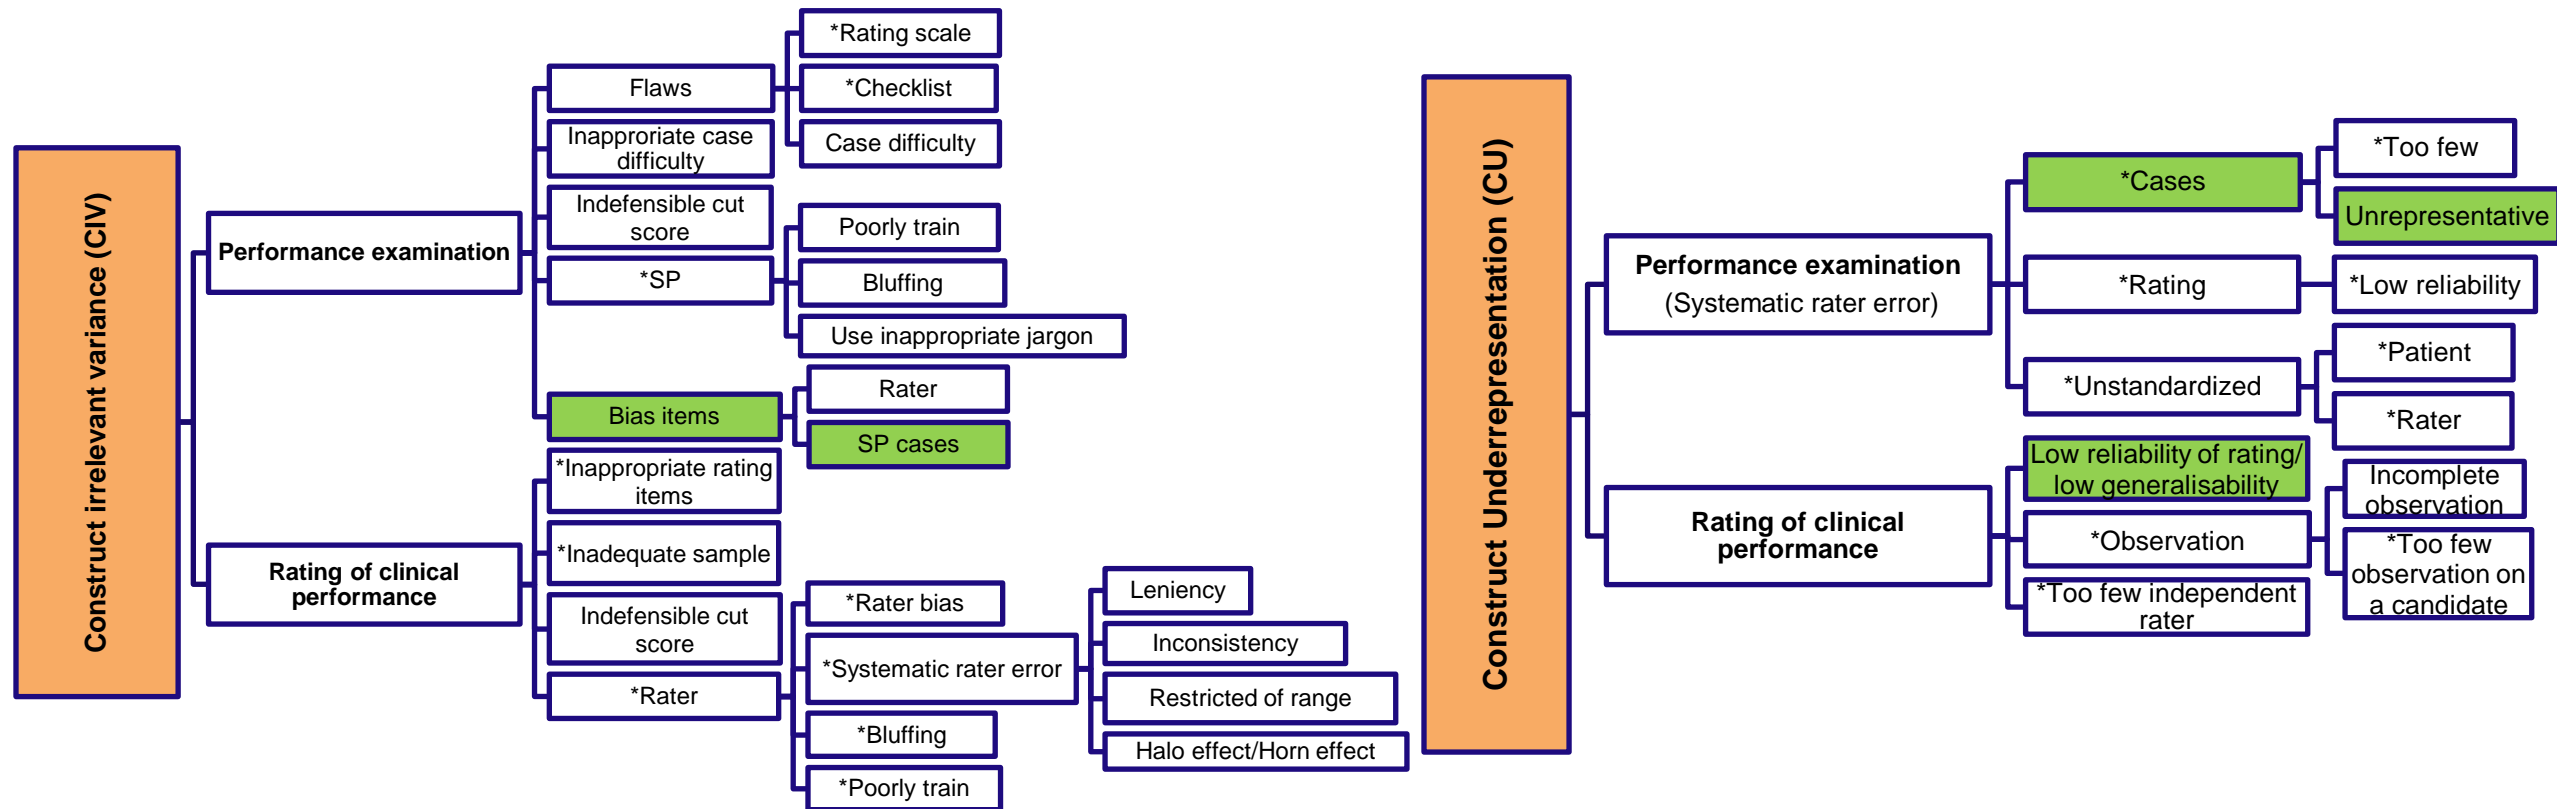 Construct irrelevant variance (CIV)
Performance examination
Flaws
*Rating scale
*Checklist
Case difficulty
Inapproriate case
difficulty
Indefensible cut
score
*SP
Poorly train
Bluffing
Use inappropriate jargon
Bias items
Rater
SP cases
Rating of clinical
performance
*Inappropriate rating
items
*Inadequate sample
Indefensible cut
score
*Rater
*Rater bias
*Systematic rater error
Leniency
Inconsistency
Restricted of range
Halo effect/Horn effect
*Bluffing
*Poorly train
Construct Underrepresentation (CU)
Performance examination
(Systematic rater error)
*Cases
*Too few
Unrepresentative
*Rating
*Low reliability
*Unstandardized
*Patient
*Rater
Rating of clinical
performance
Low reliability of rating/
low generalisability
*Observation
Incomplete
observation
*Too few
observation on
a candidate
*Too few independent
rater